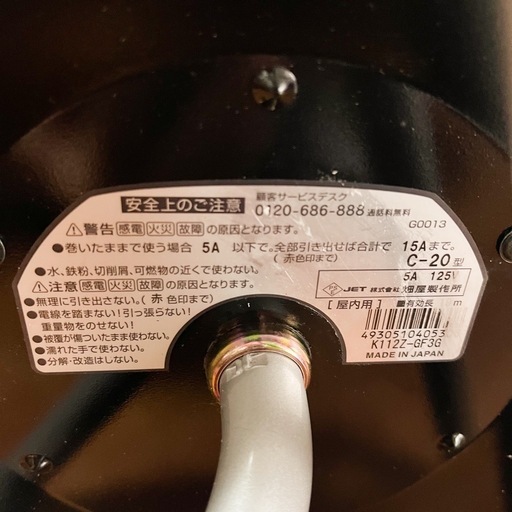 安全上のご注意 顧客サービスデスク 0120-686-888 通話料無料
⚠警告 感電 火災 故障 の原因となります。 G0013
●巻いたままで使う場合 5A 以下で。全部引き出せば合計で 15Aまで。
(赤色印まで) C-20型
●水、鉄粉、切削屑、可燃物の近くで使わない。 5A 125V
⚠注意 感電 火災 故障 の原因となります。 PS E JET 株式会社 畑屋製作所
●無理に引き出さない。(赤 色印まで) [屋内用] 有効長 m
●電線を踏まない!引っ張らない!
重量物をのせない!
●被覆が傷ついたまま使わない。 49305104053
●濡れた手で使わない。 K112Z-GF3G
●分解・改造はしない。 MADE IN JAPAN